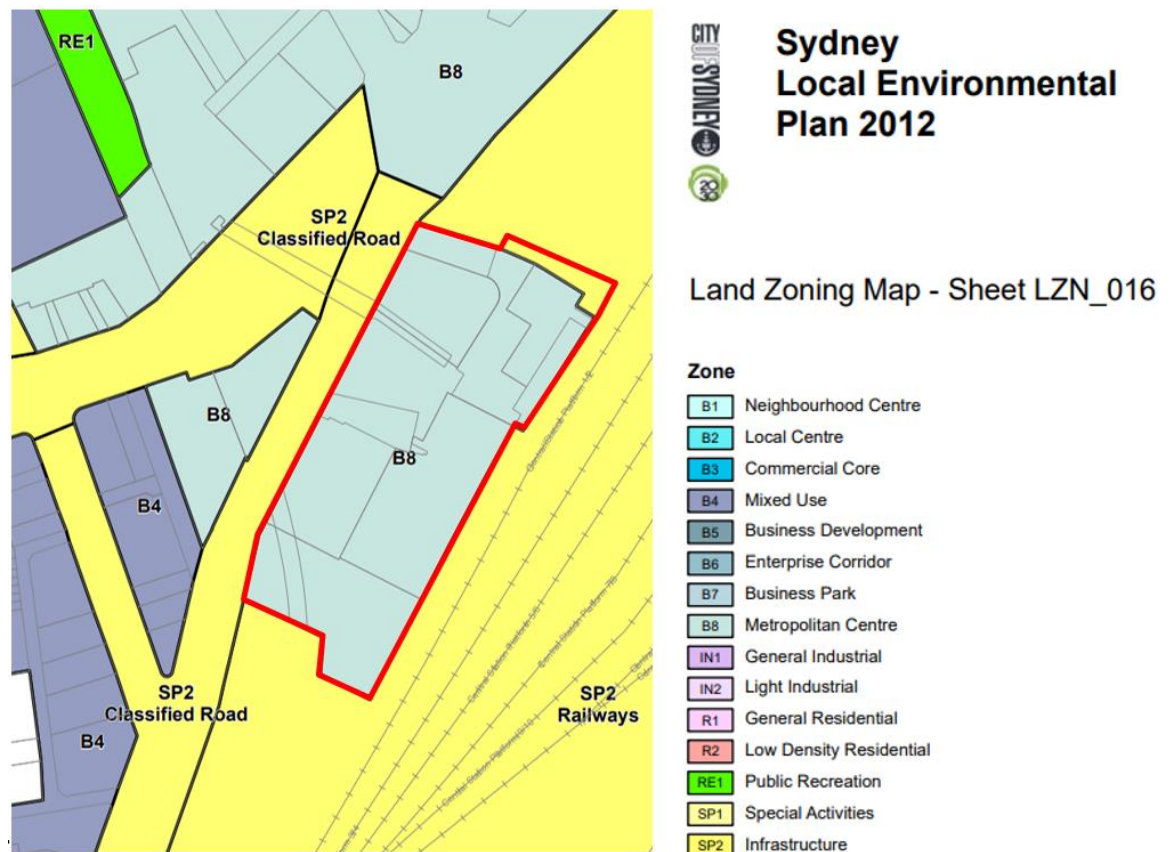 RE1
B8
SP2
Classified Road
B8
B4
B8
SP2
Classified Road
B4
SP2
Railways
CITY OF SYDNEY
2030
Sydney
Local Environmental
Plan 2012
Land Zoning Map - Sheet LZN_016
Zone
B1 Neighbourhood Centre
B2 Local Centre
B3 Commercial Core
B4 Mixed Use
B5 Business Development
B6 Enterprise Corridor
B7 Business Park
B8 Metropolitan Centre
IN1 General Industrial
IN2 Light Industrial
R1 General Residential
R2 Low Density Residential
RE1 Public Recreation
SP1 Special Activities
SP2 Infrastructure